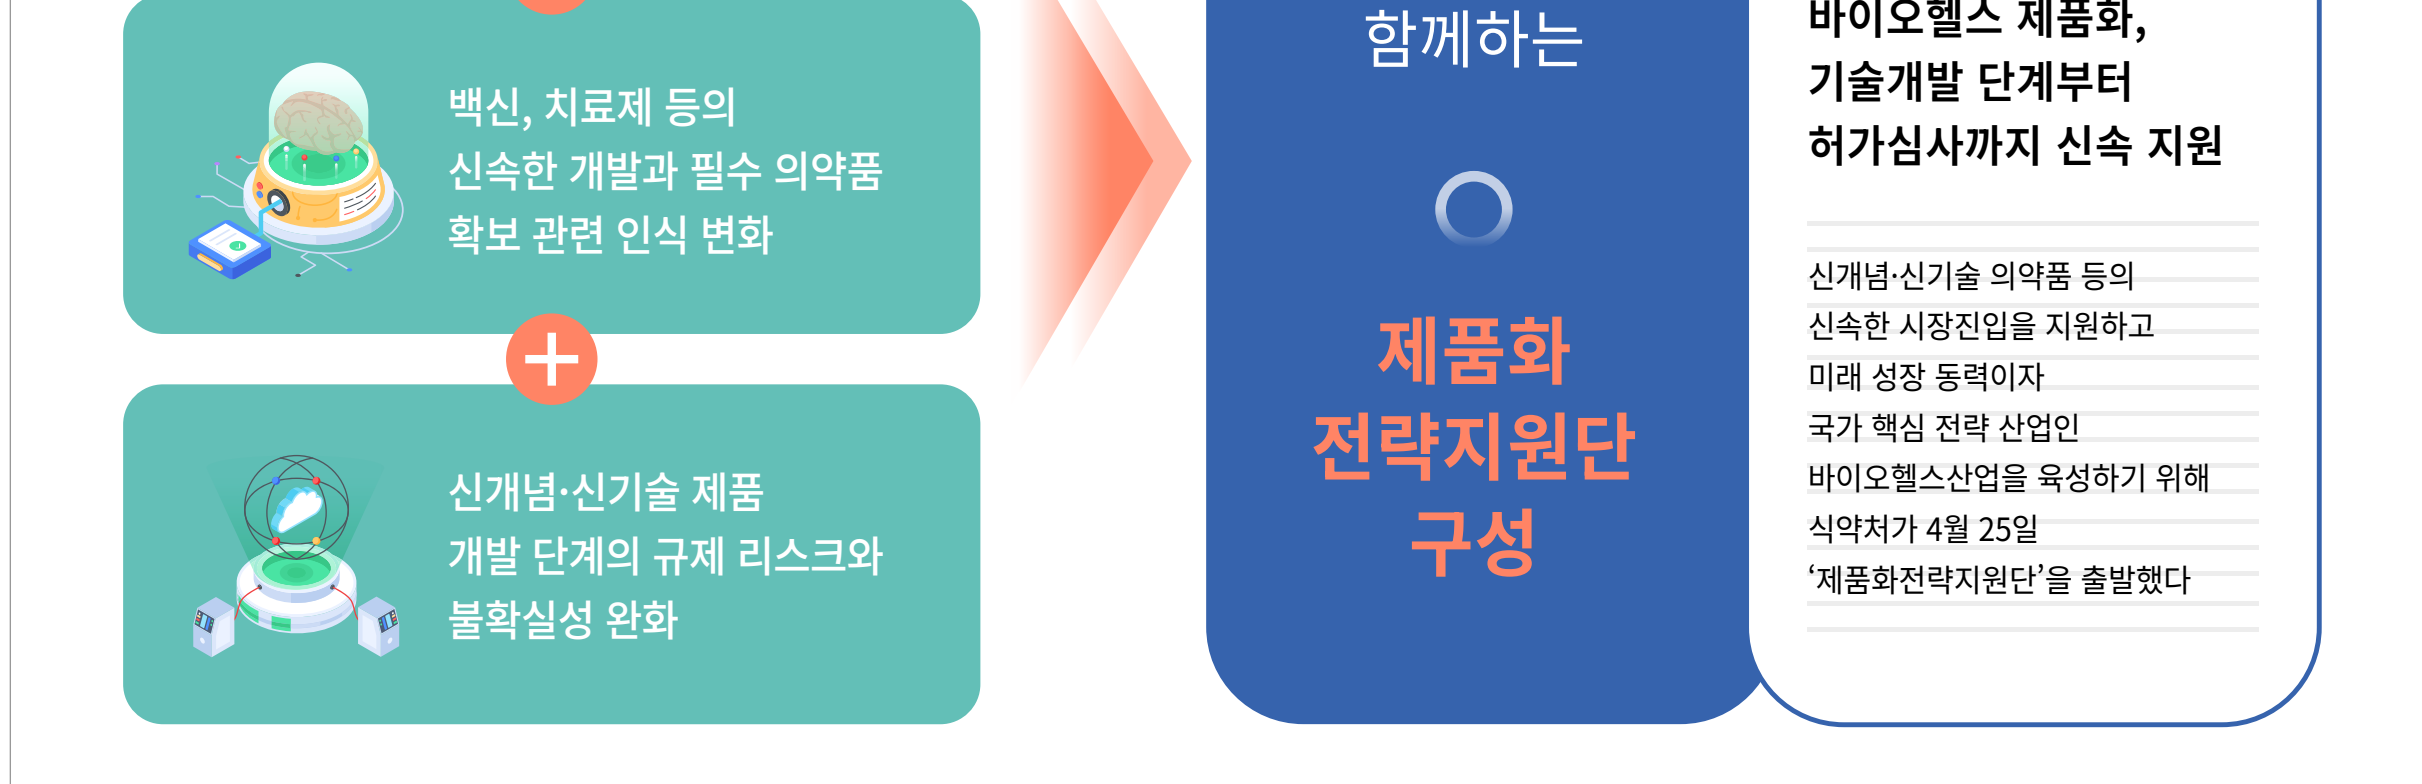 백신, 치료제 등의
신속한 개발과 필수 의약품
확보 관련 인식 변화
신개념·신기술 제품
개발 단계의 규제 리스크와
불확실성 완화
함께하는
제품화
전략지원단
구성
바이오헬스 제품화,
기술개발 단계부터
허가심사까지 신속 지원
신개념·신기술 의약품 등의
신속한 시장진입을 지원하고
미래 성장 동력이자
국가 핵심 전략 산업인
바이오헬스산업을 육성하기 위해
식약처가 4월 25일
‘제품화전략지원단’을 출발했다